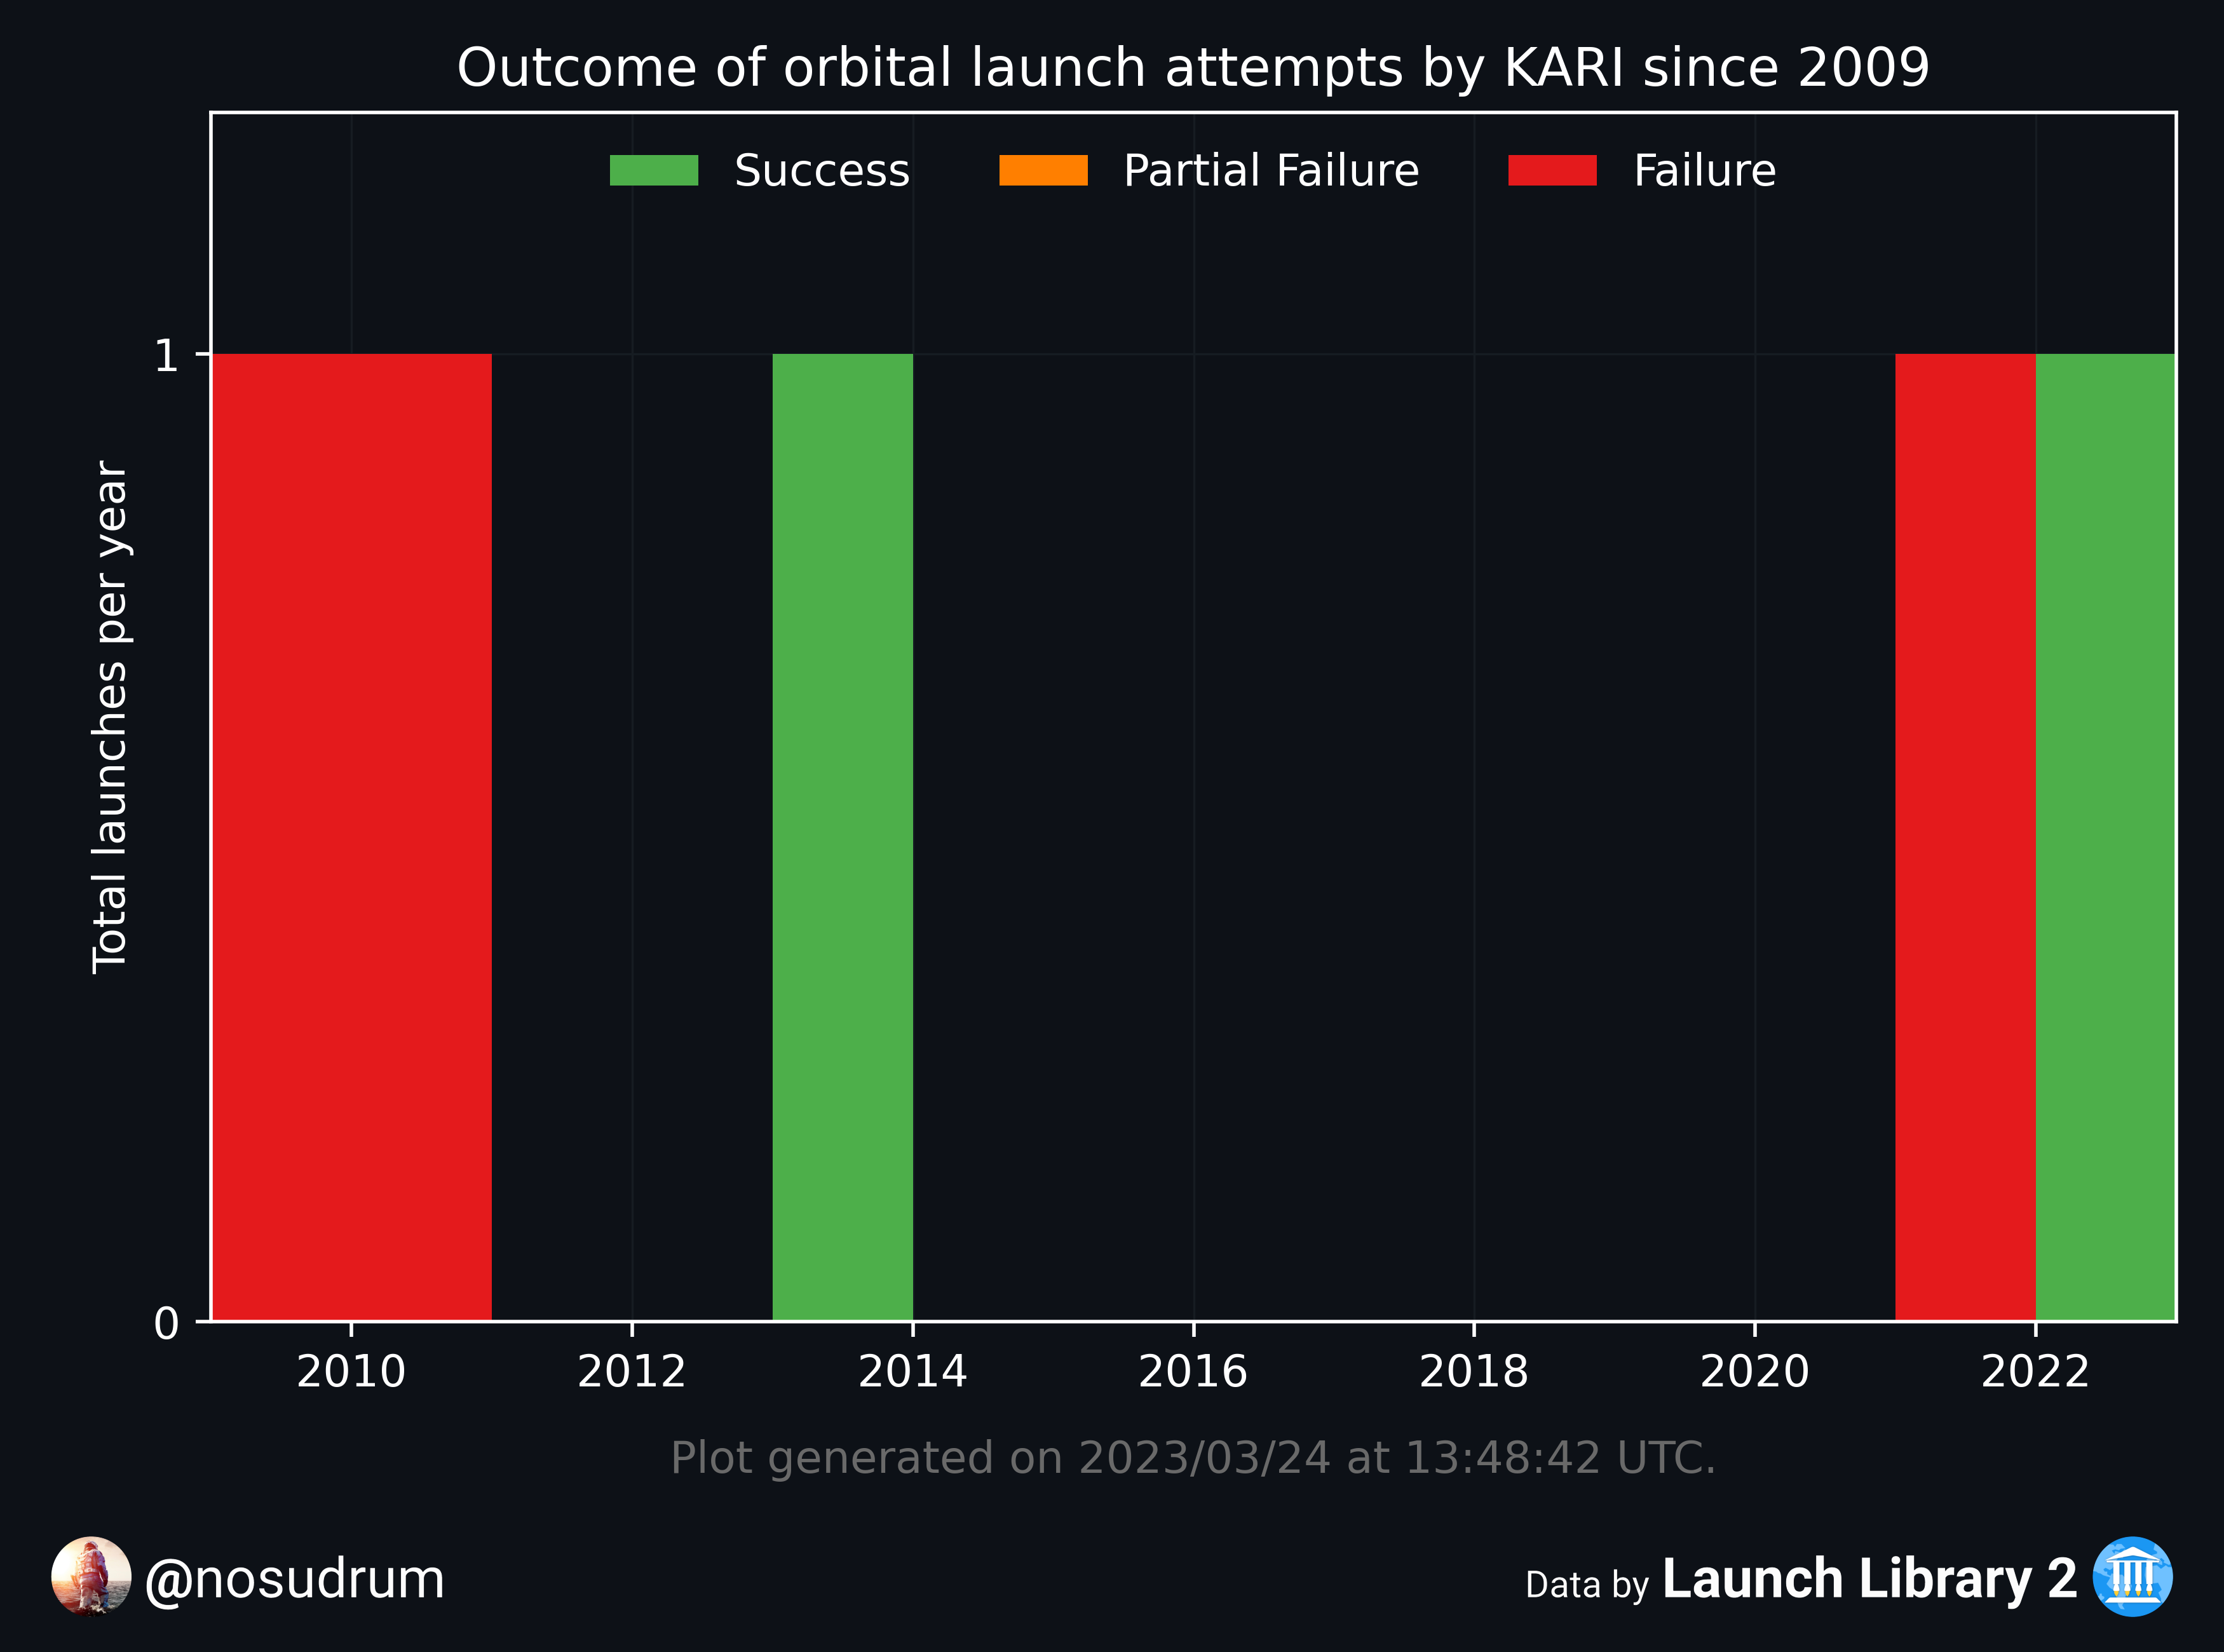 Outcome of orbital launch attempts by KARI since 2009
Success Partial Failure Failure
Total launches per year
1
0
2010 2012 2014 2016 2018 2020 2022
Plot generated on 2023/03/24 at 13:48:42 UTC.
@nosudrum
Data by Launch Library 2